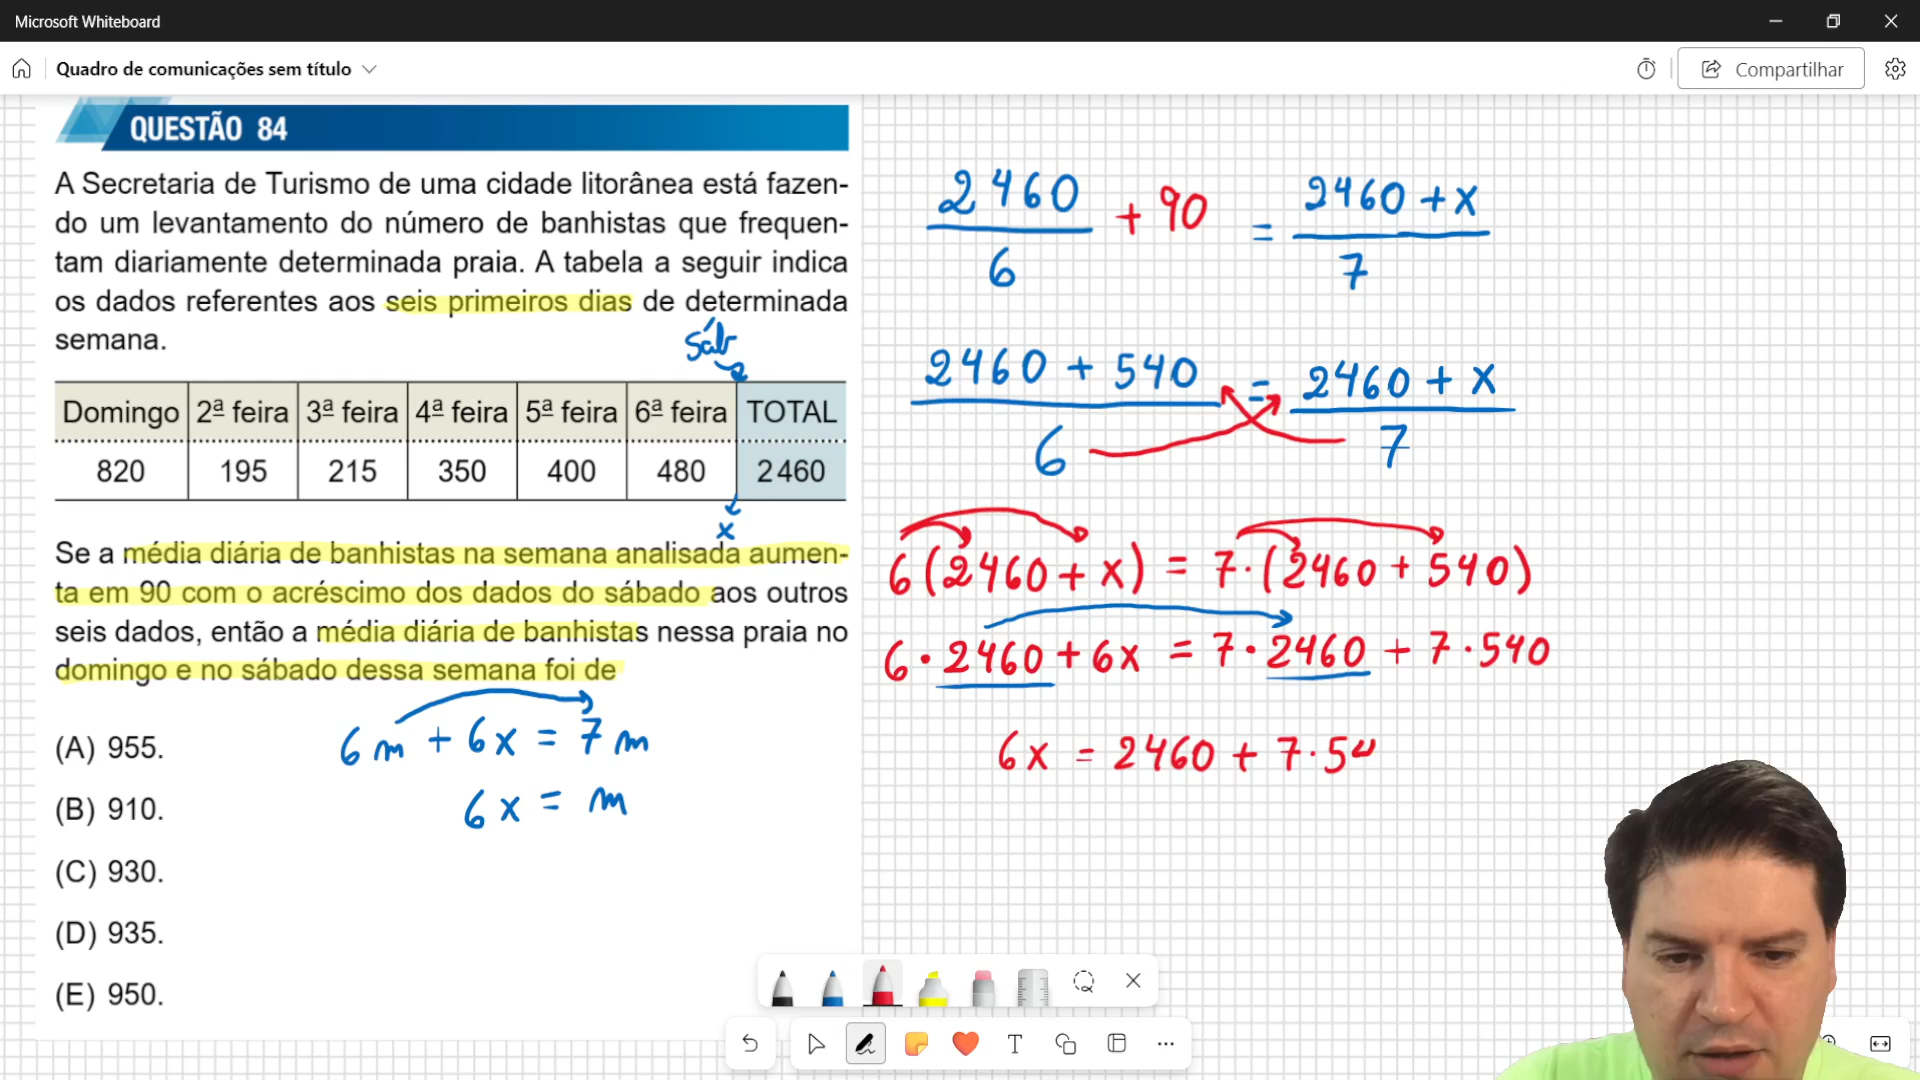 Microsoft Whiteboard
Quadro de comunicações sem título
Compartilhar
QUESTÃO 84
A Secretaria de Turismo de uma cidade litorânea está fazen-
do um levantamento do número de banhistas que frequen-
tam diariamente determinada praia. A tabela a seguir indica
os dados referentes aos seis primeiros dias de determinada
semana.
Sáb
Domingo 2ª feira 3ª feira 4ª feira 5ª feira 6ª feira TOTAL
820 195 215 350 400 480 2 460
x
Se a média diária de banhistas na semana analisada aumen-
ta em 90 com o acréscimo dos dados do sábado aos outros
seis dados, então a média diária de banhistas nessa praia no
domingo e no sábado dessa semana foi de
(A) 955.
(B) 910.
(C) 930.
(D) 935.
(E) 950.
6m + 6x = 7m
6x = m
2460 + 90 = 2460 + x
6 7
2460 + 540 = 2460 + x
6 7
6(2460 + x) = 7·(2460 + 540)
6·2460 + 6x = 7·2460 + 7·540
6x = 2460 + 7·54